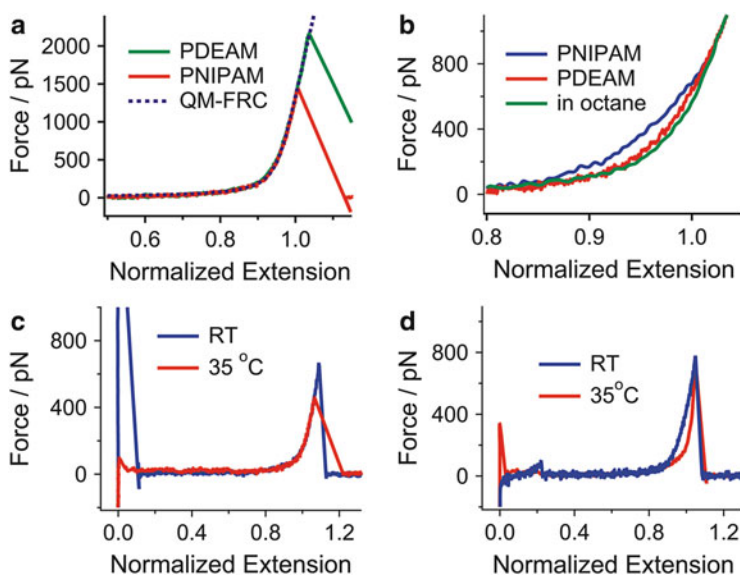 a
2000
1500
1000
500
0
Force / pN
PDEAM
PNIPAM
QM-FRC
0.6 0.8 1.0
Normalized Extension
b
800
400
0
Force / pN
PNIPAM
PDEAM
in octane
0.8 0.9 1.0
Normalized Extension
c
800
400
0
Force / pN
RT
35 °C
0.0 0.4 0.8 1.2
Normalized Extension
d
800
400
0
Force / pN
RT
35°C
0.0 0.4 0.8 1.2
Normalized Extension